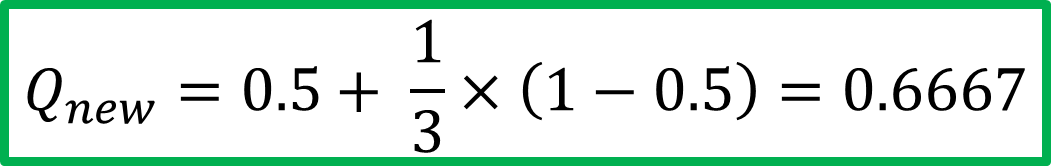 Q_new = 0.5 + 1/3 × (1 − 0.5) = 0.6667